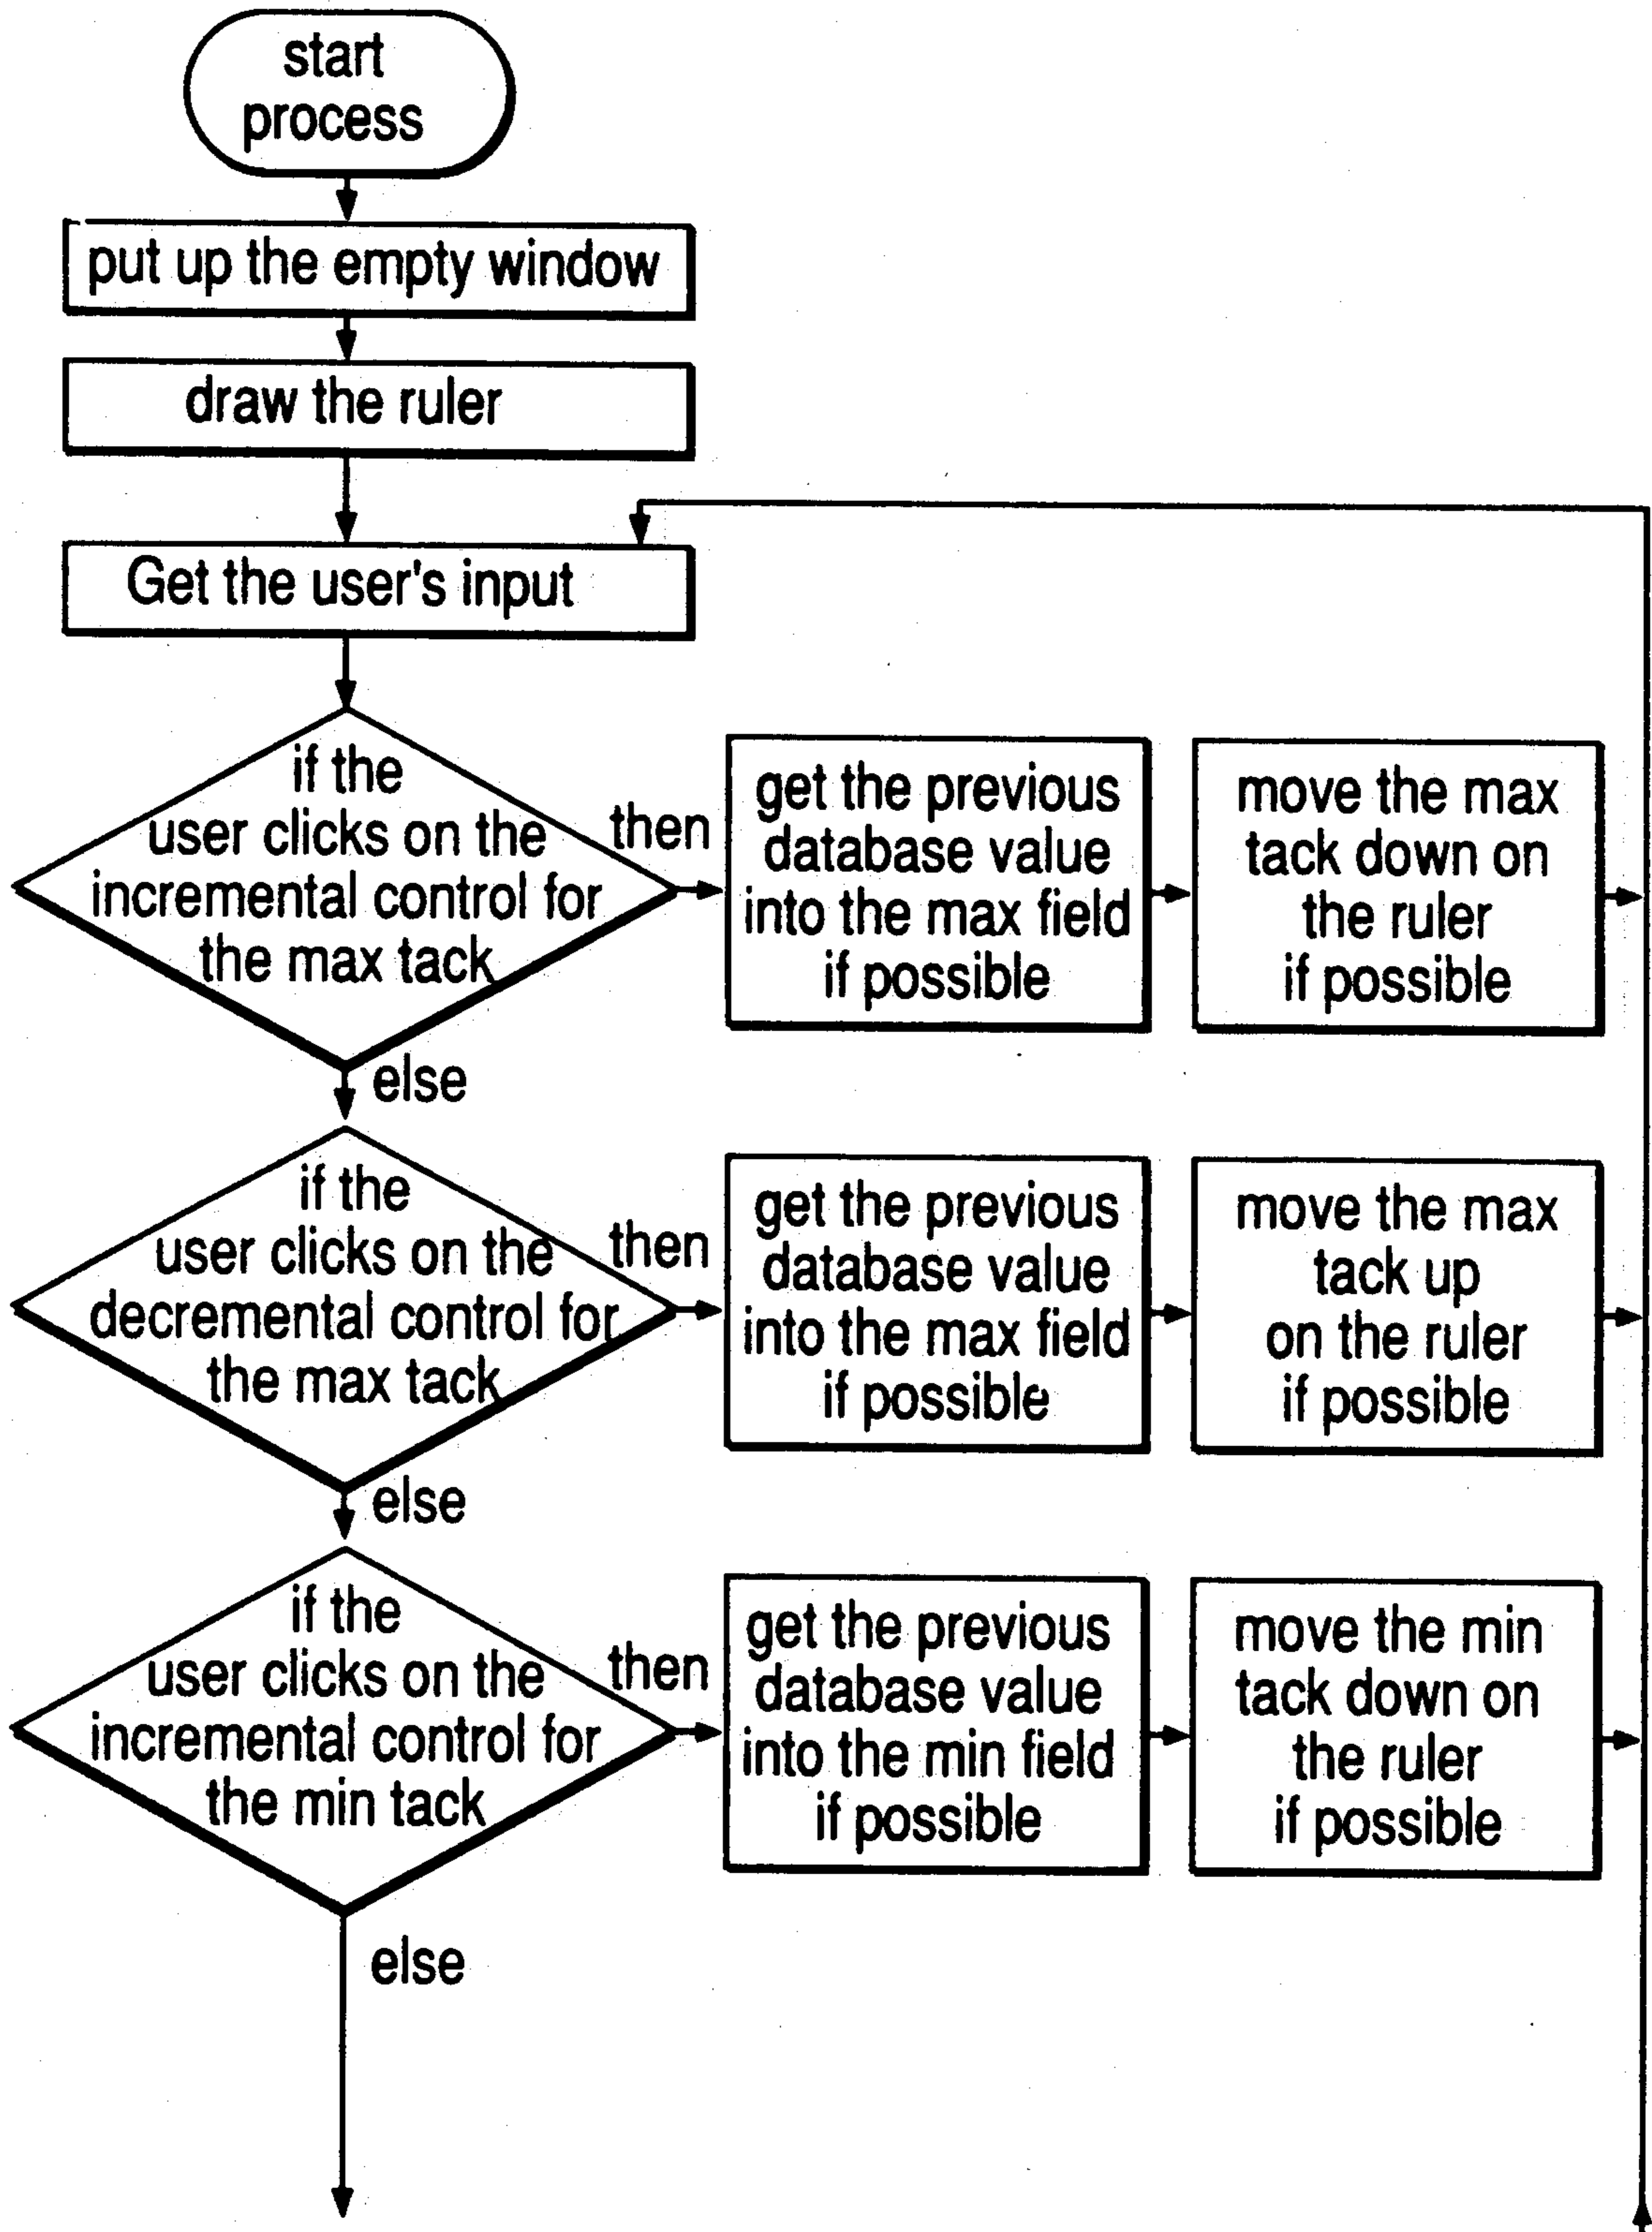 start
process
put up the empty window
draw the ruler
Get the user's input
if the
user clicks on the
incremental control for
the max tack
then
get the previous
database value
into the max field
if possible
move the max
tack down on
the ruler
if possible
else
if the
user clicks on the
decremental control for
the max tack
then
get the previous
database value
into the max field
if possible
move the max
tack up
on the ruler
if possible
else
if the
user clicks on the
incremental control for
the min tack
then
get the previous
database value
into the min field
if possible
move the min
tack down on
the ruler
if possible
else